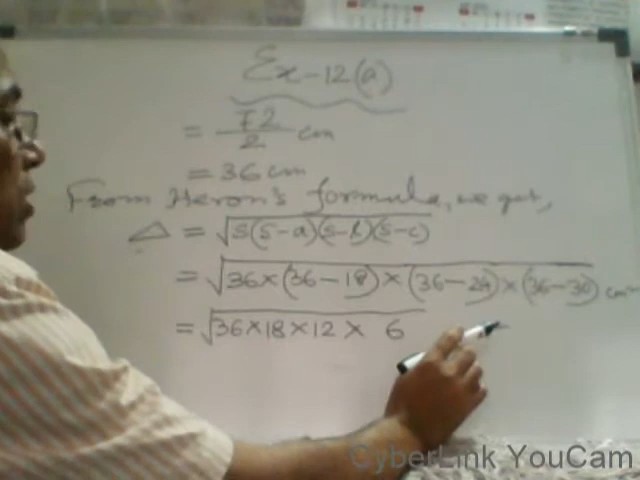 Ex-12(a)
= 72/2 cm
= 36 cm
From Heron's formula, we get,
△ = √s(s-a)(s-b)(s-c)
= √36×(36-18)×(36-24)×(36-30) cm²
= √36×18×12× 6
CyberLink YouCam